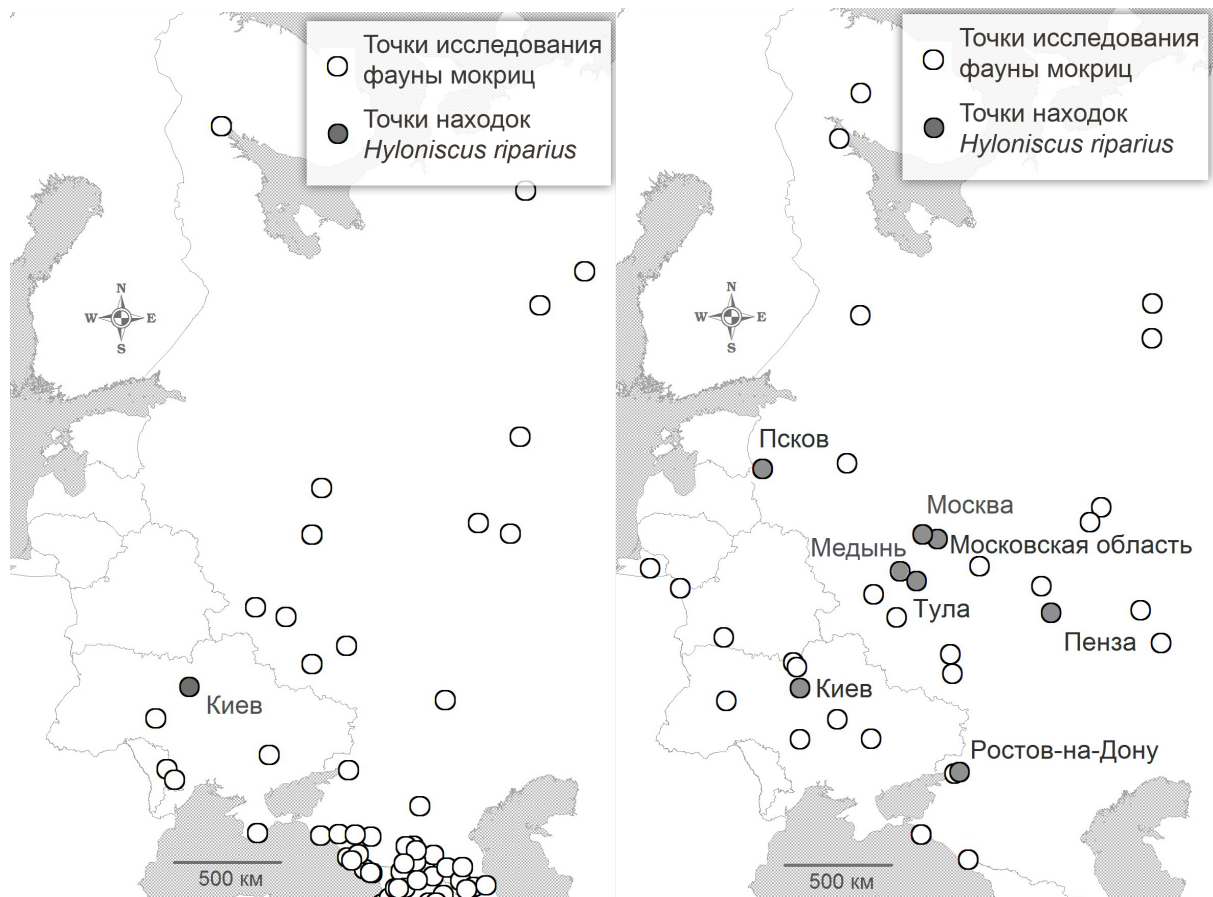 Точки исследования
фауны мокриц
Точки находок
Hyloniscus riparius
N
W E
S
Киев
500 км
Точки исследования
фауны мокриц
Точки находок
Hyloniscus riparius
N
W E
S
Псков
Москва
Московская область
Медынь
Тула
Пенза
Киев
Ростов-на-Дону
500 км